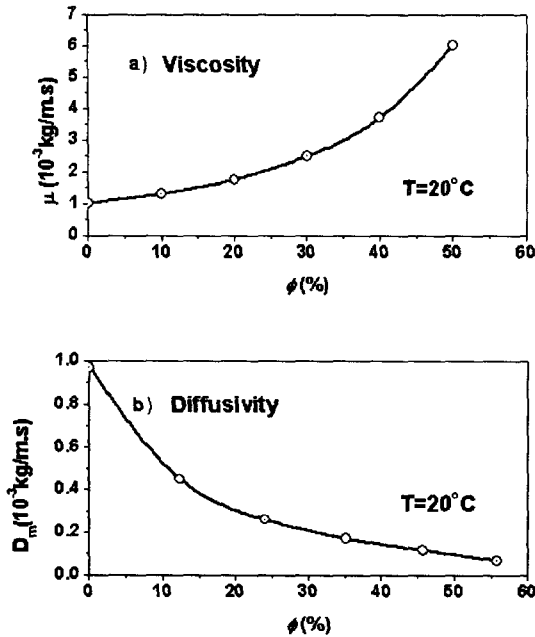 7
6
5
4
3
2
1
0
μ (10⁻³kg/m.s)
a) Viscosity
T=20°C
0 10 20 30 40 50 60
ϕ(%)
1.0
0.8
0.6
0.4
0.2
0.0
Dₘ(10⁻³kg/m.s)
b) Diffusivity
T=20°C
0 10 20 30 40 50 60
ϕ(%)